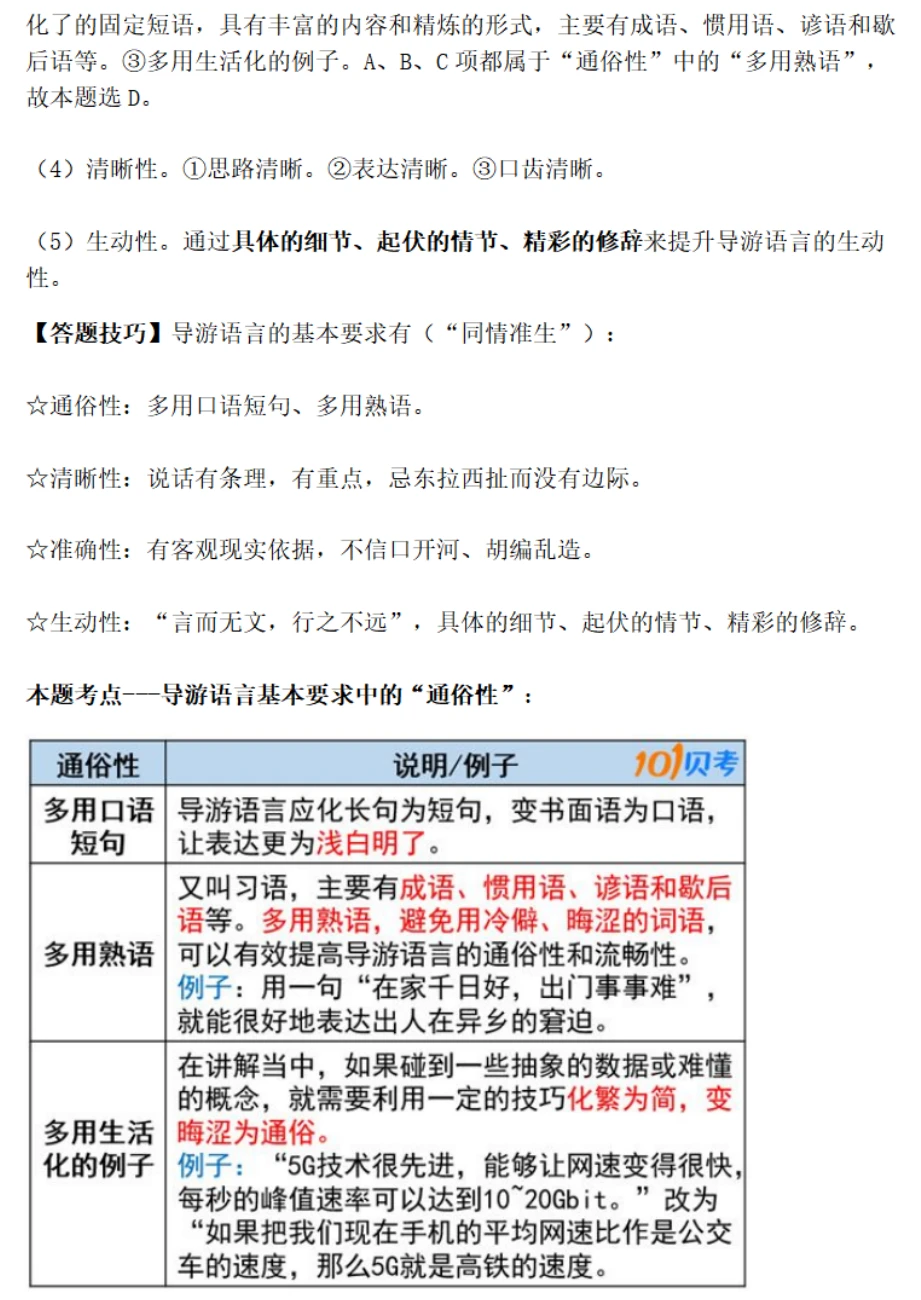 化了的固定短语，具有丰富的内容和精炼的形式，主要有成语、惯用语、谚语和歇
后语等。③多用生活化的例子。A、B、C 项都属于“通俗性”中的“多用熟语”，
故本题选 D。
（4）清晰性。①思路清晰。②表达清晰。③口齿清晰。
（5）生动性。通过具体的细节、起伏的情节、精彩的修辞来提升导游语言的生动
性。
【答题技巧】导游语言的基本要求有（“同情准生”）：
☆通俗性：多用口语短句、多用熟语。
☆清晰性：说话有条理，有重点，忌东拉西扯而没有边际。
☆准确性：有客观现实依据，不信口开河、胡编乱造。
☆生动性：“言而无文，行之不远”，具体的细节、起伏的情节、精彩的修辞。
本题考点---导游语言基本要求中的“通俗性”：
通俗性 说明/例子 101贝考
多用口语
短句
导游语言应化长句为短句，变书面语为口语，
让表达更为浅白明了。
多用熟语
又叫习语，主要有成语、惯用语、谚语和歇后
语等。多用熟语，避免用冷僻、晦涩的词语，
可以有效提高导游语言的通俗性和流畅性。
例子：用一句“在家千日好，出门事事难”，
就能很好地表达出人在异乡的窘迫。
多用生活
化的例子
在讲解当中，如果碰到一些抽象的数据或难懂
的概念，就需要利用一定的技巧化繁为简，变
晦涩为通俗。
例子：“5G技术很先进，能够让网速变得很快，
每秒的峰值速率可以达到10~20Gbit。”改为
“如果把我们现在手机的平均网速比作是公交
车的速度，那么5G就是高铁的速度。